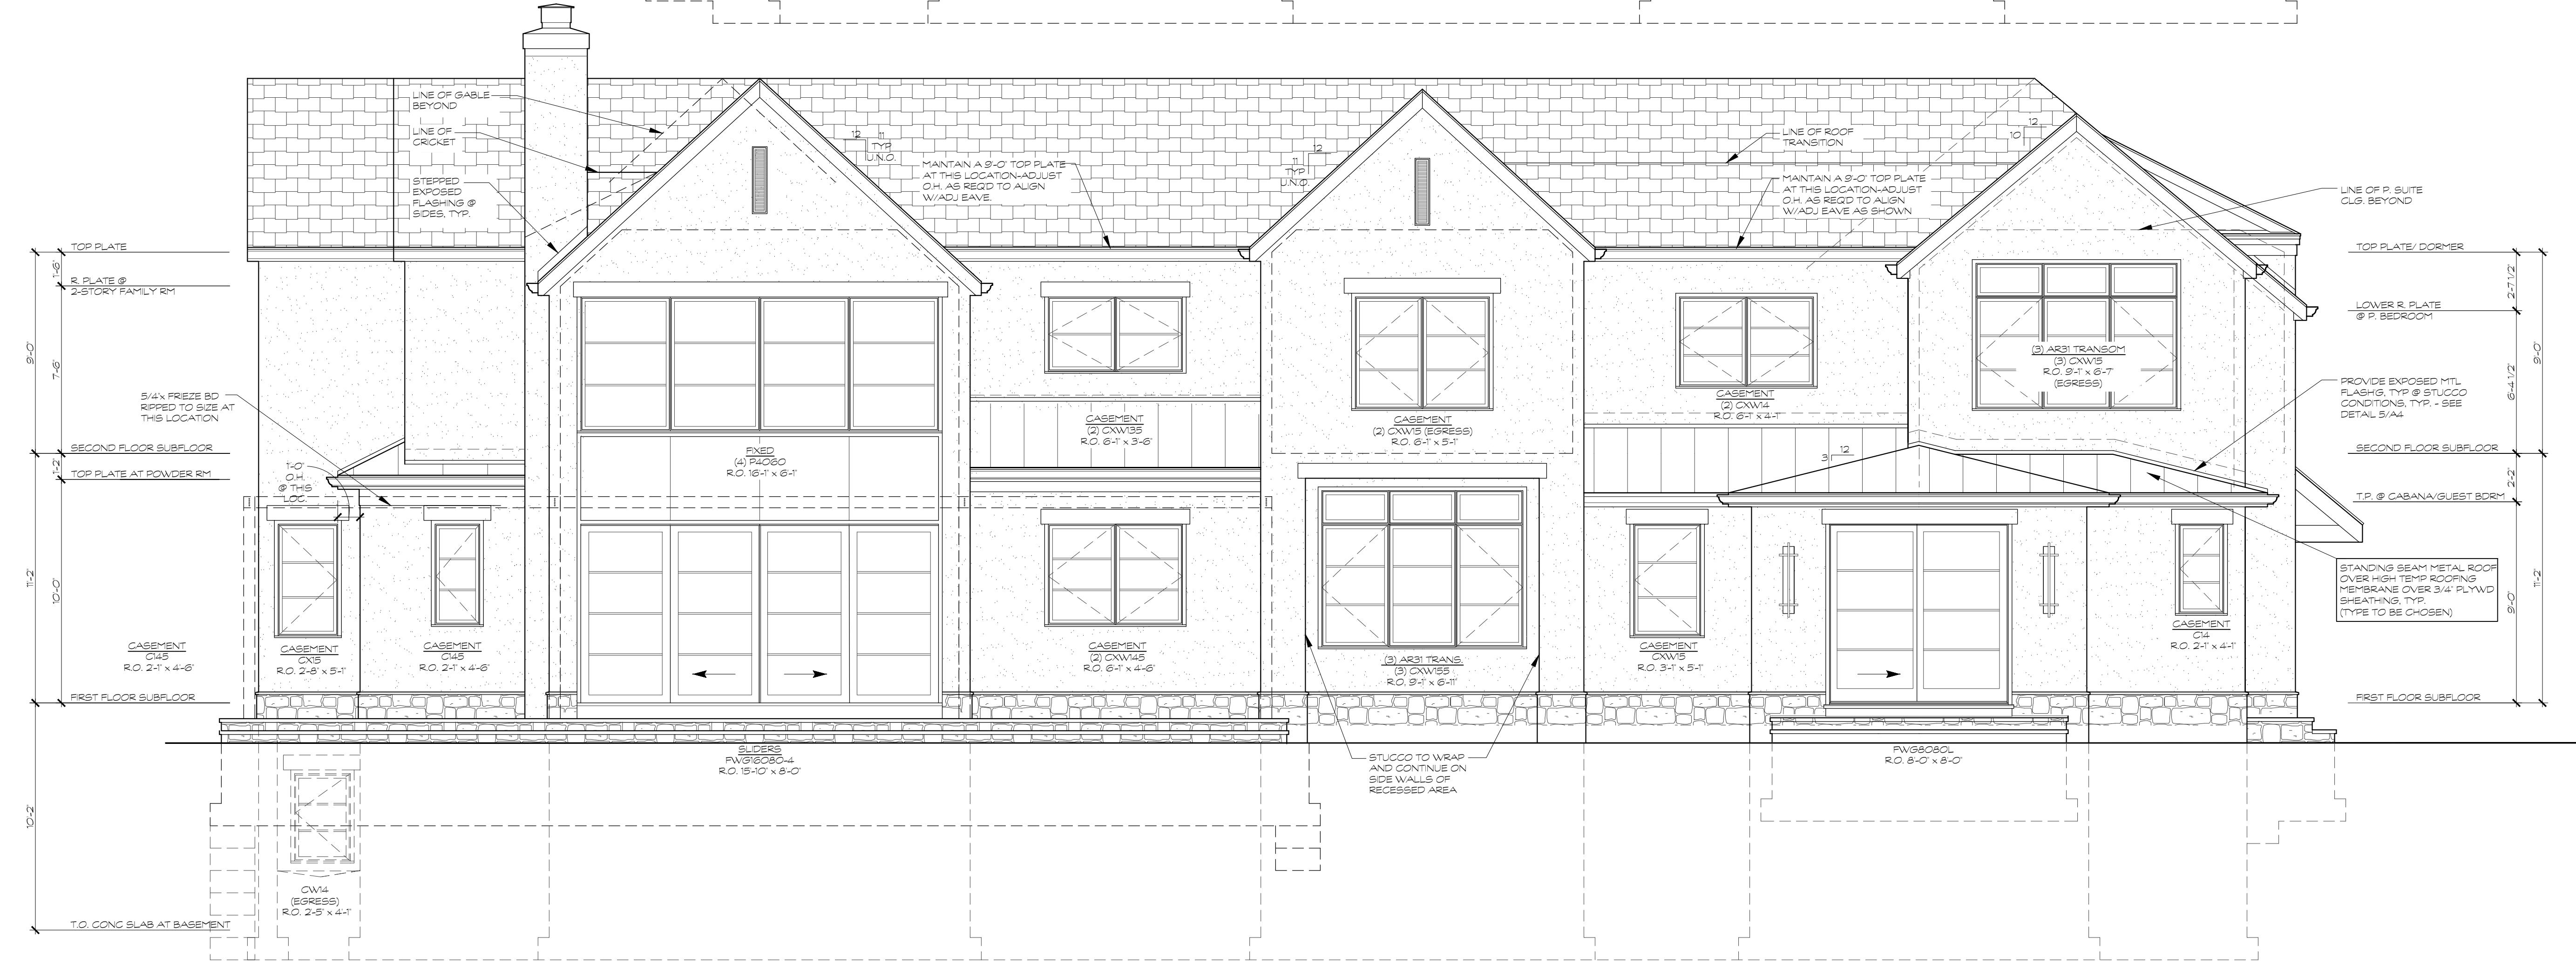 LINE OF GABLE
BEYOND
LINE OF
CRICKET
STEPPED
EXPOSED
FLASHING @
SIDES, TYP.
12
11
TYP
U.N.O.
MAINTAIN A 9'-0" TOP PLATE
AT THIS LOCATION-ADJUST
O.H. AS REQ'D TO ALIGN
W/ADJ EAVE.
12
11
TYP
U.N.O.
LINE OF ROOF
TRANSITION
MAINTAIN A 9'-0" TOP PLATE
AT THIS LOCATION-ADJUST
O.H. AS REQ'D TO ALIGN
W/ADJ EAVE AS SHOWN
12
10
LINE OF P. SUITE
CLG. BEYOND
TOP PLATE
R. PLATE @
2-STORY FAMILY RM
1'-6"
7'-6"
9'-0"
5/4"x FRIEZE BD
RIPPED TO SIZE AT
THIS LOCATION
SECOND FLOOR SUBFLOOR
TOP PLATE AT POWDER RM
1'-2"
10'-0"
11'-2"
1'-0"
O.H.
@ THIS
LOC.
CASEMENT
C145
R.O. 2'-1" x 4'-6"
CASEMENT
CX15
R.O. 2'-8" x 5'-1"
CASEMENT
C145
R.O. 2'-1" x 4'-6"
FIRST FLOOR SUBFLOOR
FIXED
(4) P4060
R.O. 16'-1" x 6'-1"
CASEMENT
(2) CXW135
R.O. 6'-1" x 3'-6"
CASEMENT
(2) CXW145
R.O. 6'-1" x 4'-6"
CASEMENT
(2) CXW15 (EGRESS)
R.O. 6'-1" x 5'-1"
(3) AR31 TRANS.
(3) CXW155
R.O. 9'-1" x 6'-11"
CASEMENT
(2) CXW14
R.O. 6'-1" x 4'-1"
(3) AR31 TRANSOM
(3) CXW15
R.O. 9'-1" x 6'-7"
(EGRESS)
12
3
CASEMENT
CXW15
R.O. 3'-1" x 5'-1"
CASEMENT
C14
R.O. 2'-1" x 4'-1"
TOP PLATE/ DORMER
LOWER R. PLATE
@ P. BEDROOM
2'-7 1/2"
6'-4 1/2"
9'-0"
PROVIDE EXPOSED MTL
FLASH'G, TYP @ STUCCO
CONDITIONS, TYP. - SEE
DETAIL 5/A4
SECOND FLOOR SUBFLOOR
T.P. @ CABANA/GUEST BDRM
2'-2"
9'-0"
11'-2"
STANDING SEAM METAL ROOF
OVER HIGH TEMP ROOFING
MEMBRANE OVER 3/4" PLYWD
SHEATHING, TYP.
(TYPE TO BE CHOSEN)
FIRST FLOOR SUBFLOOR
SLIDERS
FWG16080-4
R.O. 15'-10" x 8'-0"
STUCCO TO WRAP
AND CONTINUE ON
SIDE WALLS OF
RECESSED AREA
FWG8080L
R.O. 8'-0" x 8'-0"
10'-2"
CW14
(EGRESS)
R.O. 2'-5" x 4'-1"
T.O. CONC SLAB AT BASEMENT